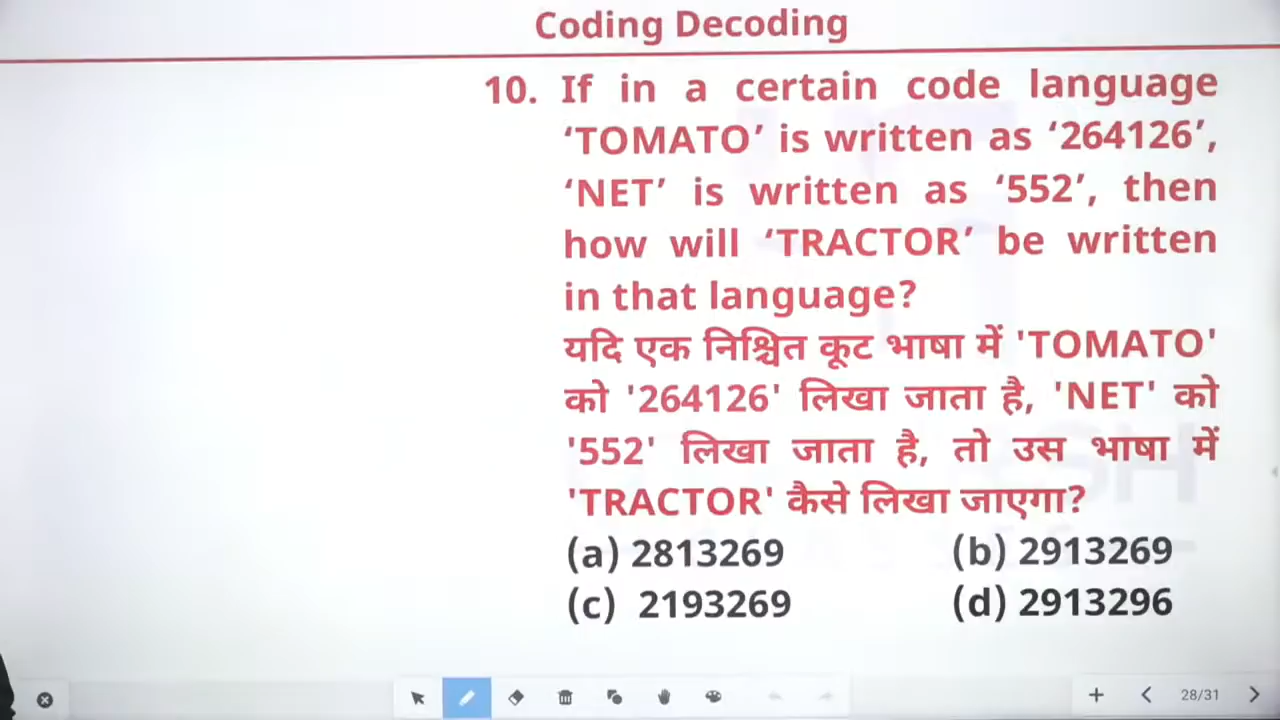 Coding Decoding
10. If in a certain code language
‘TOMATO’ is written as ‘264126’,
‘NET’ is written as ‘552’, then
how will ‘TRACTOR’ be written
in that language?
यदि एक निश्चित कूट भाषा में 'TOMATO'
को '264126' लिखा जाता है, 'NET' को
'552' लिखा जाता है, तो उस भाषा में
'TRACTOR' कैसे लिखा जाएगा?
(a) 2813269 (b) 2913269
(c) 2193269 (d) 2913296
28/31